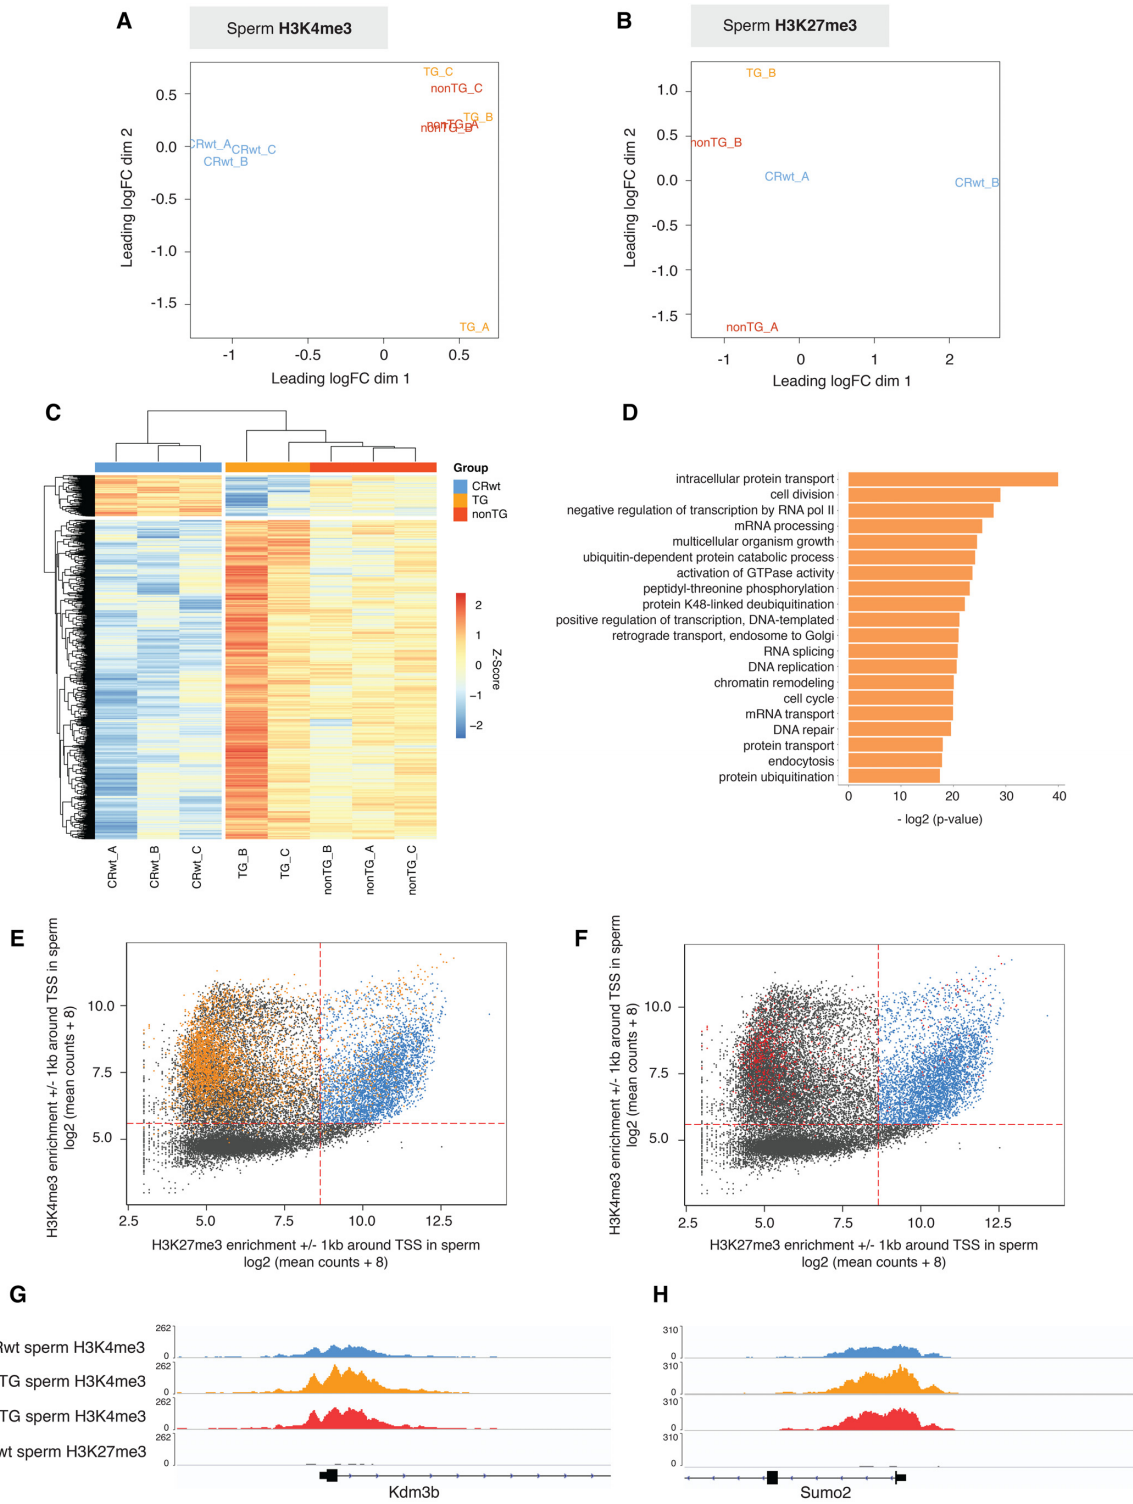 A
Sperm H3K4me3
TG_C
nonTG_C
TG_B
nonTG_A
nonTG_B
CRwt_A
CRwt_C
CRwt_B
TG_A
0.5
0.0
-0.5
-1.0
-1.5
Leading logFC dim 2
-1
-0.5
0
0.5
Leading logFC dim 1
B
Sperm H3K27me3
TG_B
nonTG_B
CRwt_A
CRwt_B
nonTG_A
1.0
0.5
0.0
-0.5
-1.0
-1.5
Leading logFC dim 2
-1
0
1
2
Leading logFC dim 1
C
Group
CRwt
TG
nonTG
2
1
0
−1
−2
Z-Score
CRwt_A
CRwt_B
CRwt_C
TG_B
TG_C
nonTG_B
nonTG_A
nonTG_C
D
intracellular protein transport
cell division
negative regulation of transcription by RNA pol II
mRNA processing
multicellular organism growth
ubiquitin-dependent protein catabolic process
activation of GTPase activity
peptidyl-threonine phosphorylation
protein K48-linked deubiquitination
positive regulation of transcription, DNA-templated
retrograde transport, endosome to Golgi
RNA splicing
DNA replication
chromatin remodeling
cell cycle
mRNA transport
DNA repair
protein transport
endocytosis
protein ubiquitination
0
10
20
30
40
- log2 (p-value)
E
H3K4me3 enrichment +/- 1kb around TSS in sperm
log2 (mean counts + 8)
10.0
7.5
5.0
2.5
5.0
7.5
10.0
12.5
H3K27me3 enrichment +/- 1kb around TSS in sperm
log2 (mean counts + 8)
F
H3K4me3 enrichment +/- 1kb around TSS in sperm
log2 (mean counts + 8)
10.0
7.5
5.0
2.5
5.0
7.5
10.0
12.5
H3K27me3 enrichment +/- 1kb around TSS in sperm
log2 (mean counts + 8)
G
Rwt sperm H3K4me3
262
0
TG sperm H3K4me3
262
0
TG sperm H3K4me3
262
0
wt sperm H3K27me3
262
0
Kdm3b
H
310
0
310
0
310
0
310
0
Sumo2